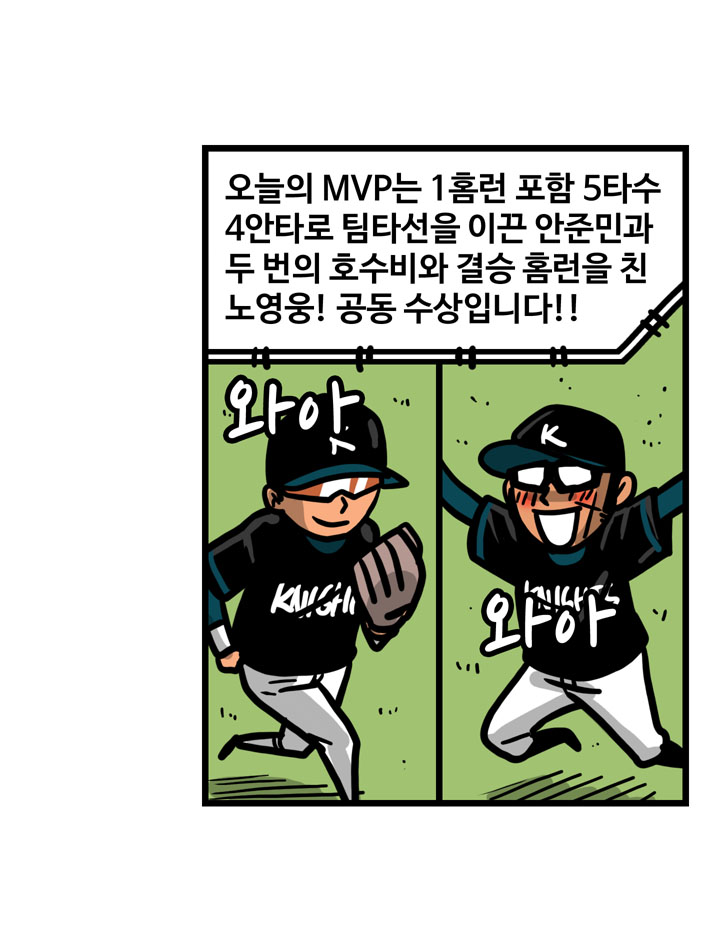 오늘의 MVP는 1홈런 포함 5타수
4안타로 팀타선을 이끈 안준민과
두 번의 호수비와 결승 홈런을 친
노영웅! 공동 수상입니다!!
와앗
K
K
KNIGH
와아